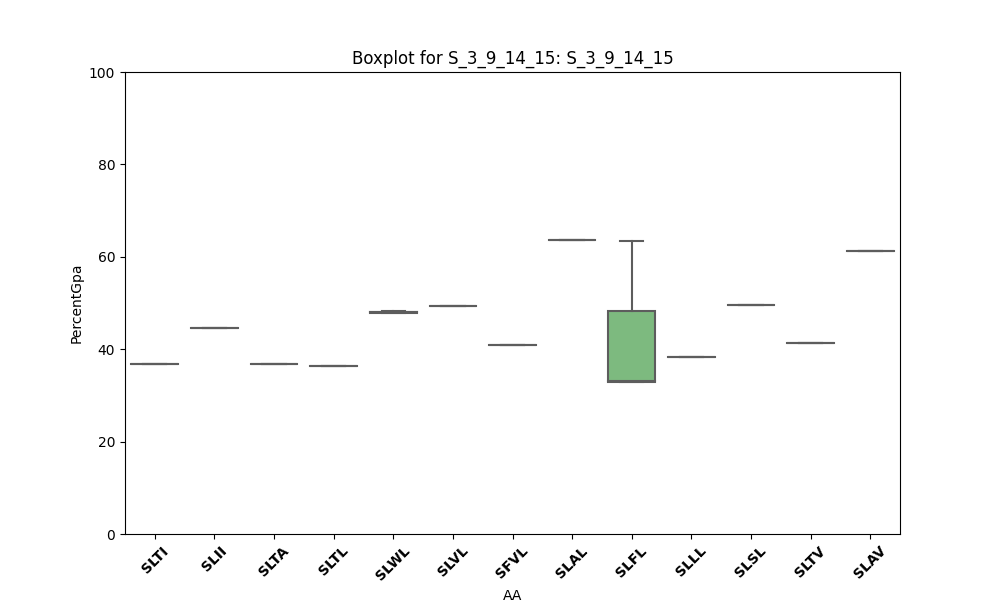 Boxplot for S_3_9_14_15: S_3_9_14_15
100
80
60
40
20
0
PercentGpa
SLTI
SLII
SLTA
SLTL
SLWL
SLVL
SFVL
SLAL
SLFL
SLLL
SLSL
SLTV
SLAV
AA